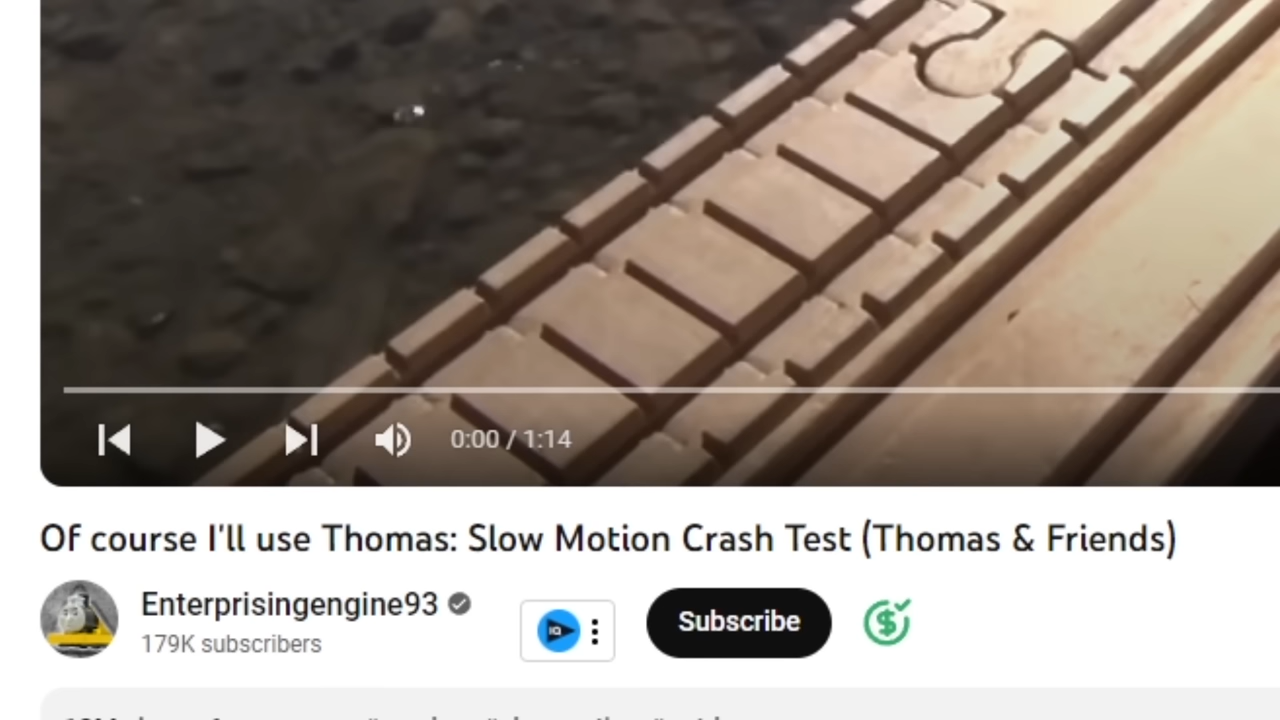 0:00 / 1:14
Of course I'll use Thomas: Slow Motion Crash Test (Thomas & Friends)
Enterprisingengine93
179K subscribers
IQ
Subscribe
$